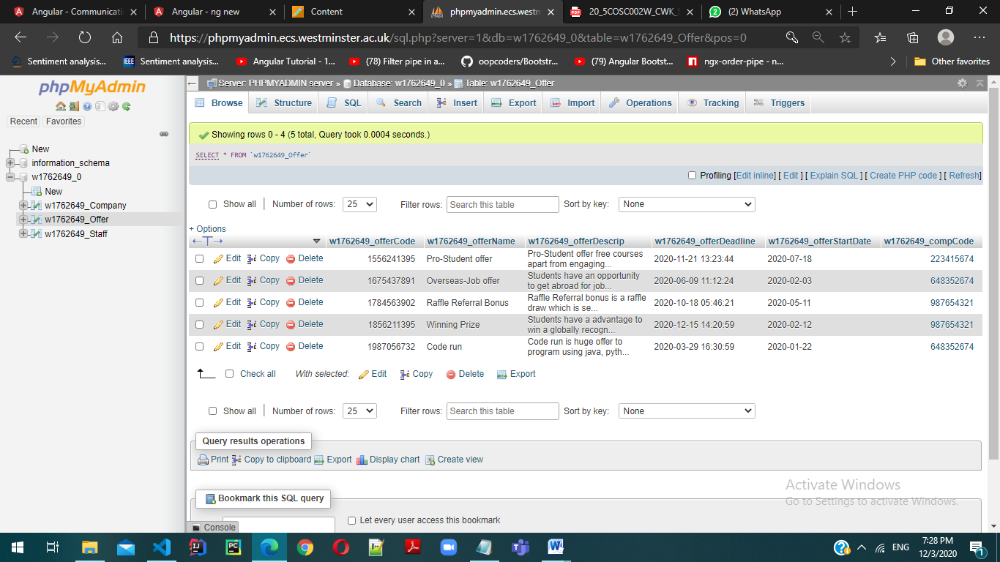 Angular - Communicati
Angular - ng new
Content
phpmyadmin.ecs.westm
20_5COSC002W_CWK_S
(2) WhatsApp
https://phpmyadmin.ecs.westminster.ac.uk/sql.php?server=1&db=w1762649_0&table=w1762649_Offer&pos=0
Sentiment analysis...
IEEE Sentiment analysis...
Angular Tutorial - 1...
(78) Filter pipe in a...
oopcoders/Bootstr...
(79) Angular Bootst...
ngx-order-pipe - n...
Other favorites
phpMyAdmin
Recent Favorites
New
information_schema
w1762649_0
New
w1762649_Company
w1762649_Offer
w1762649_Staff
Server: PHPMYADMIN server » Database: w1762649_0 » Table: w1762649_Offer
Browse Structure SQL Search Insert Export Import Operations Tracking Triggers
Showing rows 0 - 4 (5 total, Query took 0.0004 seconds.)
SELECT * FROM `w1762649_Offer`
Profiling [Edit inline] [ Edit ] [ Explain SQL ] [ Create PHP code ] [ Refresh]
Show all Number of rows: 25 Filter rows: Search this table Sort by key: None
+ Options
←T→ w1762649_offerCode w1762649_offerName w1762649_offerDescrip w1762649_offerDeadline w1762649_offerStartDate w1762649_compCode
Edit Copy Delete 1556241395 Pro-Student offer Pro-Student offer free courses apart from engaging... 2020-11-21 13:23:44 2020-07-18 223415674
Edit Copy Delete 1675437891 Overseas-Job offer Students have an opportunity to get abroad for job... 2020-06-09 11:12:24 2020-02-03 648352674
Edit Copy Delete 1784563902 Raffle Referral Bonus Raffle Referral bonus is a raffle draw which is se... 2020-10-18 05:46:21 2020-05-11 987654321
Edit Copy Delete 1856211395 Winning Prize Students have a advantage to win a globally recogn... 2020-12-15 14:20:59 2020-02-12 987654321
Edit Copy Delete 1987056732 Code run Code run is huge offer to program using java, pyth... 2020-03-29 16:30:59 2020-01-22 648352674
Check all With selected: Edit Copy Delete Export
Show all Number of rows: 25 Filter rows: Search this table Sort by key: None
Query results operations
Print Copy to clipboard Export Display chart Create view
Activate Windows
Go to Settings to activate Windows.
Bookmark this SQL query
Let every user access this bookmark
Console
ENG
7:28 PM
12/3/2020
1